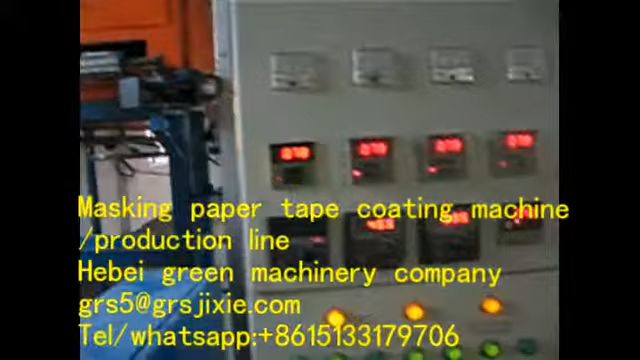 Masking paper tape coating machine
/production line
Hebei green machinery company
grs5@grsjixie.com
Tel/whatsapp:+8615133179706